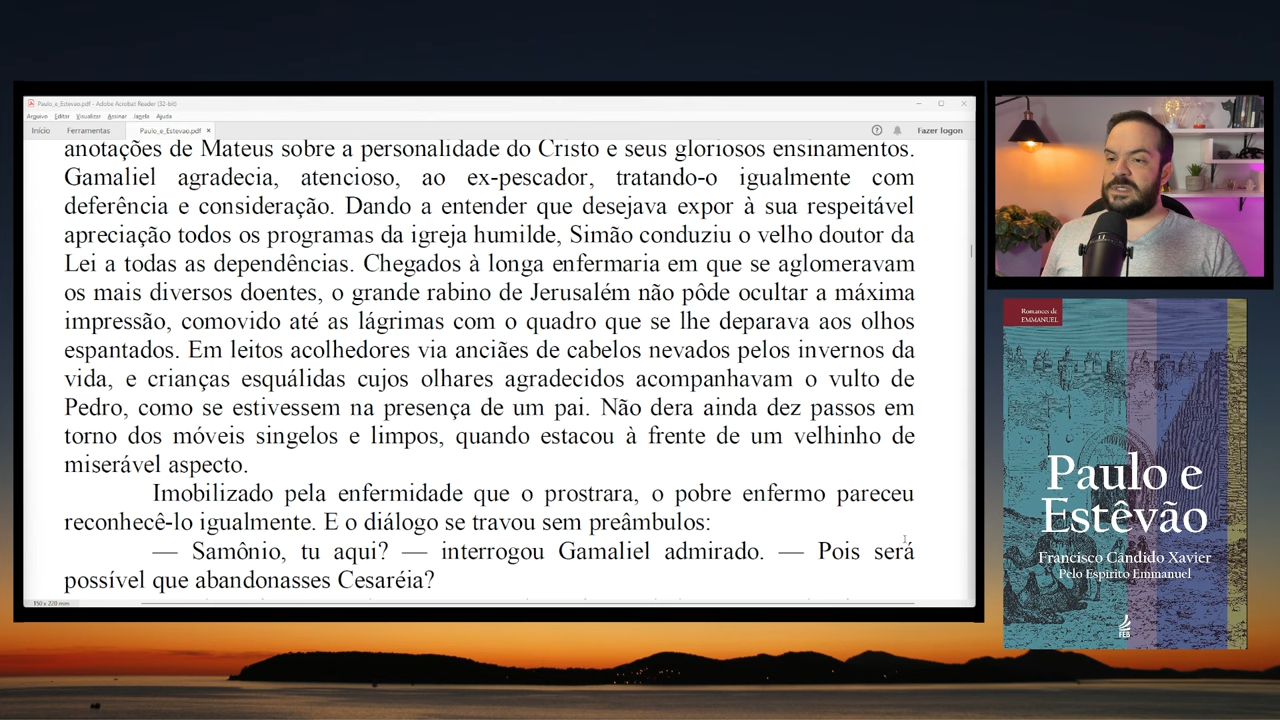 Paulo_e_Estevao.pdf - Adobe Acrobat Reader (32-bit)
Arquivo Editar Visualizar Assinar Janela Ajuda
Início Ferramentas Paulo_e_Estevao.pdf × Fazer logon
anotações de Mateus sobre a personalidade do Cristo e seus gloriosos ensinamentos.
Gamaliel agradecia, atencioso, ao ex-pescador, tratando-o igualmente com
deferência e consideração. Dando a entender que desejava expor à sua respeitável
apreciação todos os programas da igreja humilde, Simão conduziu o velho doutor da
Lei a todas as dependências. Chegados à longa enfermaria em que se aglomeravam
os mais diversos doentes, o grande rabino de Jerusalém não pôde ocultar a máxima
impressão, comovido até às lágrimas com o quadro que se lhe deparava aos olhos
espantados. Em leitos acolhedores via anciães de cabelos nevados pelos invernos da
vida, e crianças esquálidas cujos olhares agradecidos acompanhavam o vulto de
Pedro, como se estivessem na presença de um pai. Não dera ainda dez passos em
torno dos móveis singelos e limpos, quando estacou à frente de um velhinho de
miserável aspecto.
Imobilizado pela enfermidade que o prostrara, o pobre enfermo pareceu
reconhecê-lo igualmente. E o diálogo se travou sem preâmbulos:
— Samônio, tu aqui? — interrogou Gamaliel admirado. — Pois será
possível que abandonasses Cesaréia?
150 x 220 mm
Romances de
EMMANUEL
Paulo e
Estêvão
Francisco Cândido Xavier
Pelo Espírito Emmanuel
FEB